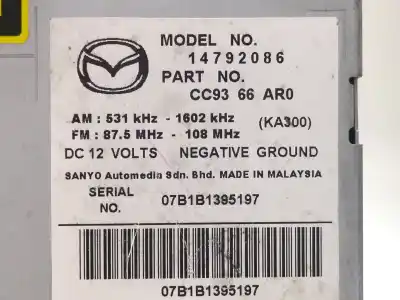 MODEL NO.
14792086
PART NO.
CC93 66 AR0
AM : 531 kHz - 1602 kHz (KA300)
FM : 87.5 MHz - 108 MHz
DC 12 VOLTS NEGATIVE GROUND
SANYO Automedia Sdn. Bhd. MADE IN MALAYSIA
SERIAL NO. 07B1B1395197
07B1B1395197